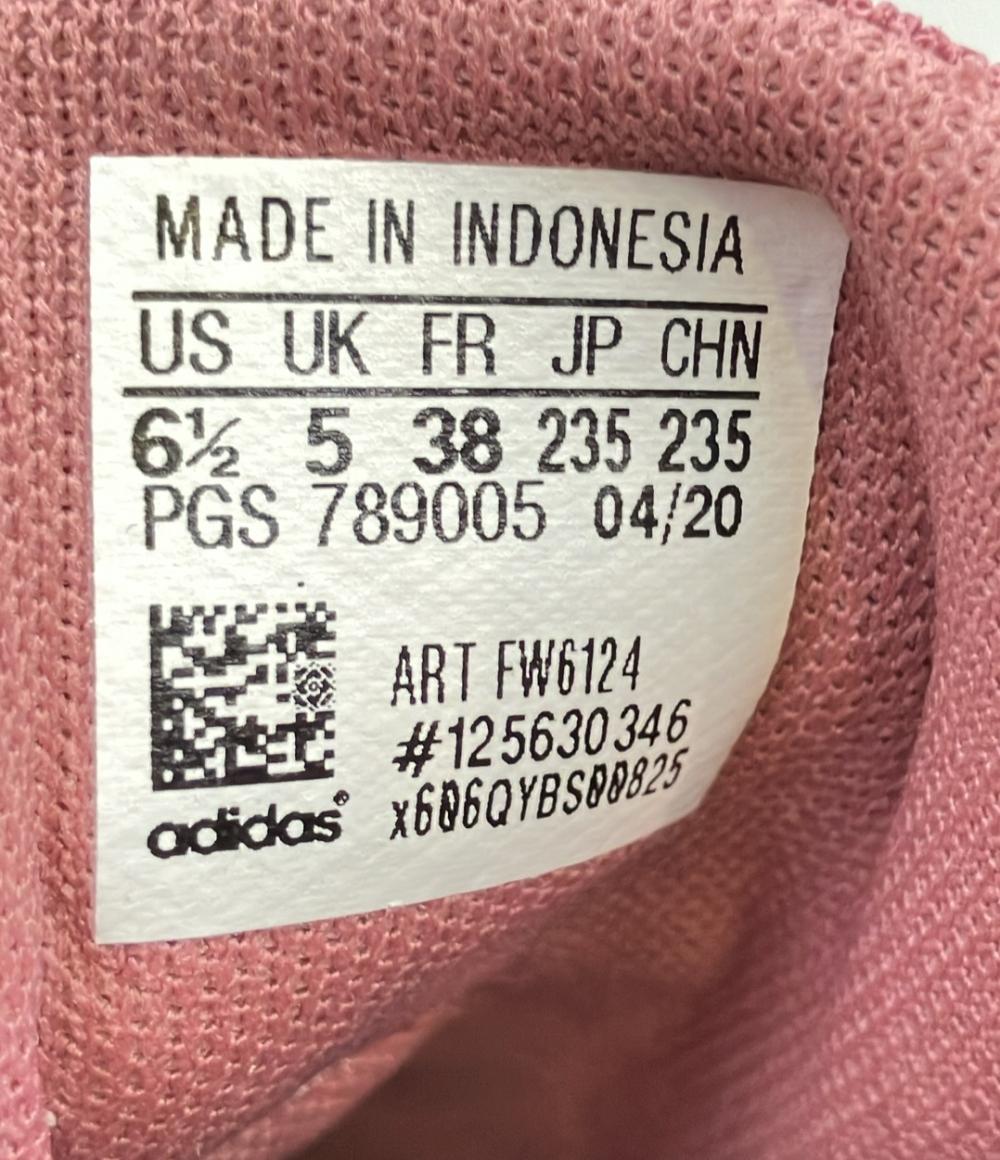 MADE IN INDONESIA
US UK FR JP CHN
6½ 5 38 235 235
PGS 789005 04/20
ART FW6124
#125630346
x606QYBS00825
adidas®